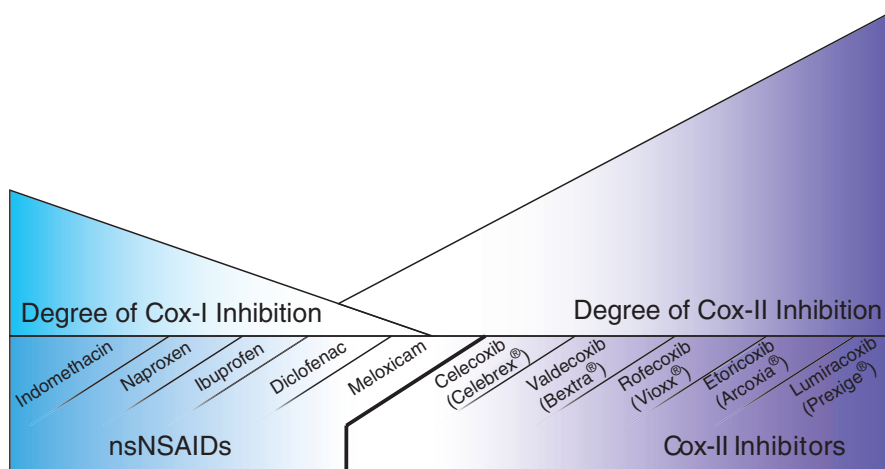 Degree of Cox-I Inhibition
Degree of Cox-II Inhibition
Indomethacin
Naproxen
Ibuprofen
Diclofenac
Meloxicam
Celecoxib
(Celebrex®)
Valdecoxib
(Bextra®)
Rofecoxib
(Vioxx®)
Etoricoxib
(Arcoxia®)
Lumiracoxib
(Prexige®)
nsNSAIDs
Cox-II Inhibitors